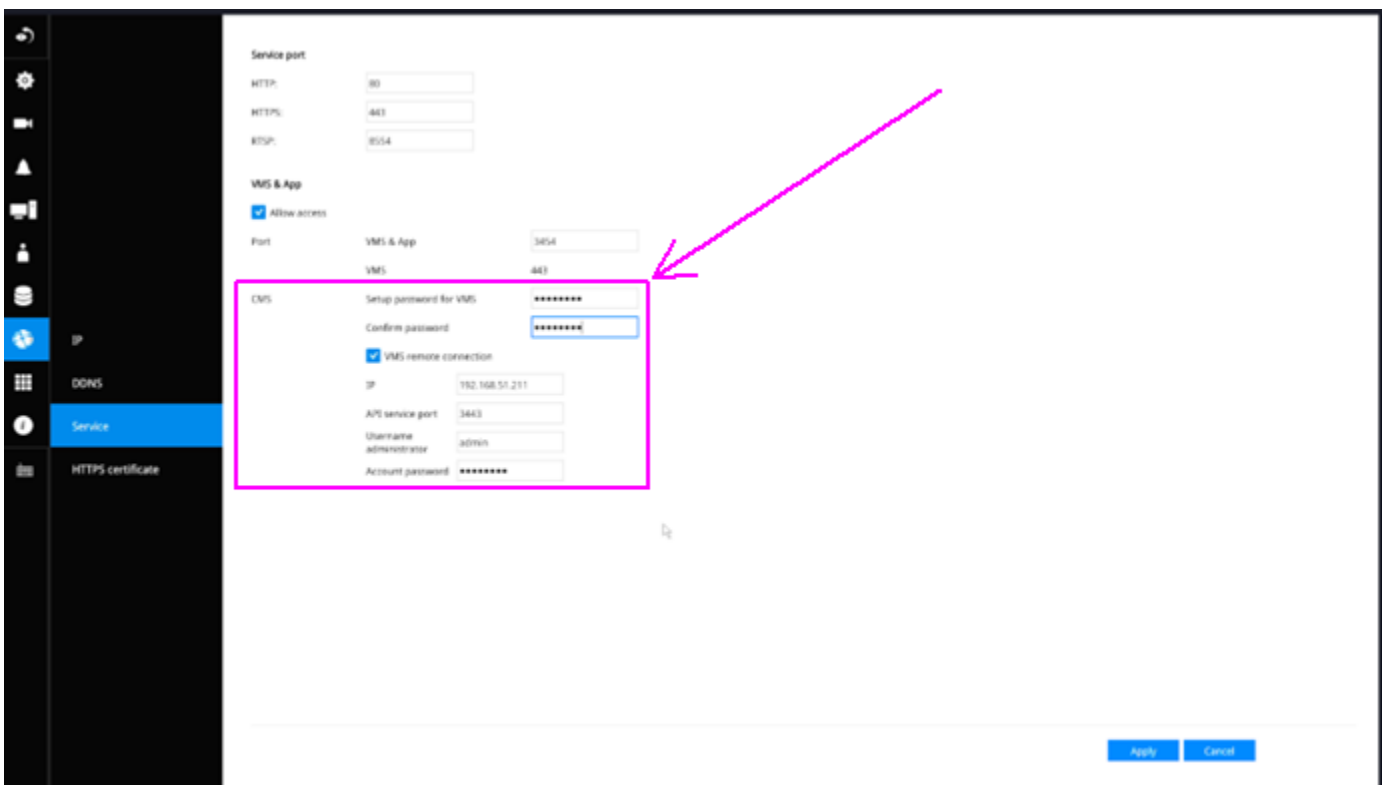 Service port
HTTP: 80
HTTPS: 443
RTSP: 8554
VMS & App
Allow access
Port VMS & App 3454
VMS 443
CMS Setup password for VMS ••••••••
Confirm password ••••••••
VMS remote connection
IP 192.168.51.211
API service port 3443
Username
administrator admin
Account password ••••••••
IP
DDNS
Service
HTTPS certificate
Apply Cancel